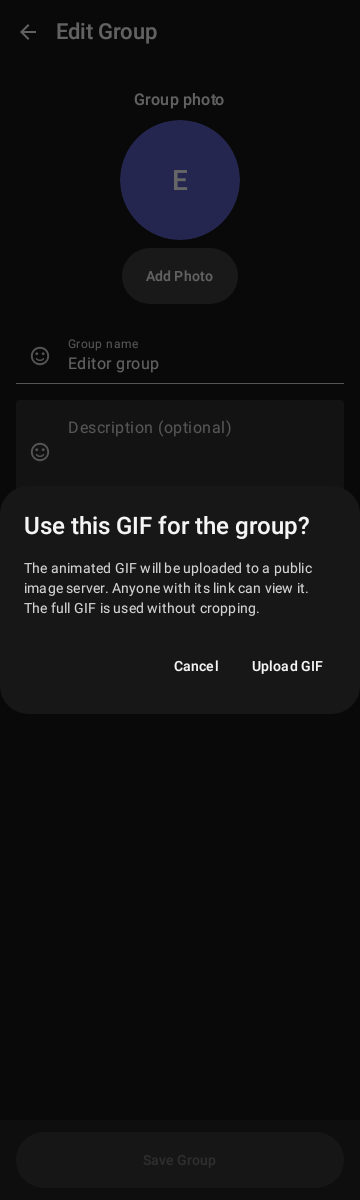 Edit Group
Group photo
E
Add Photo
Group name
Editor group
Description (optional)
Use this GIF for the group?
The animated GIF will be uploaded to a public
image server. Anyone with its link can view it.
The full GIF is used without cropping.
Cancel
Upload GIF
Save Group